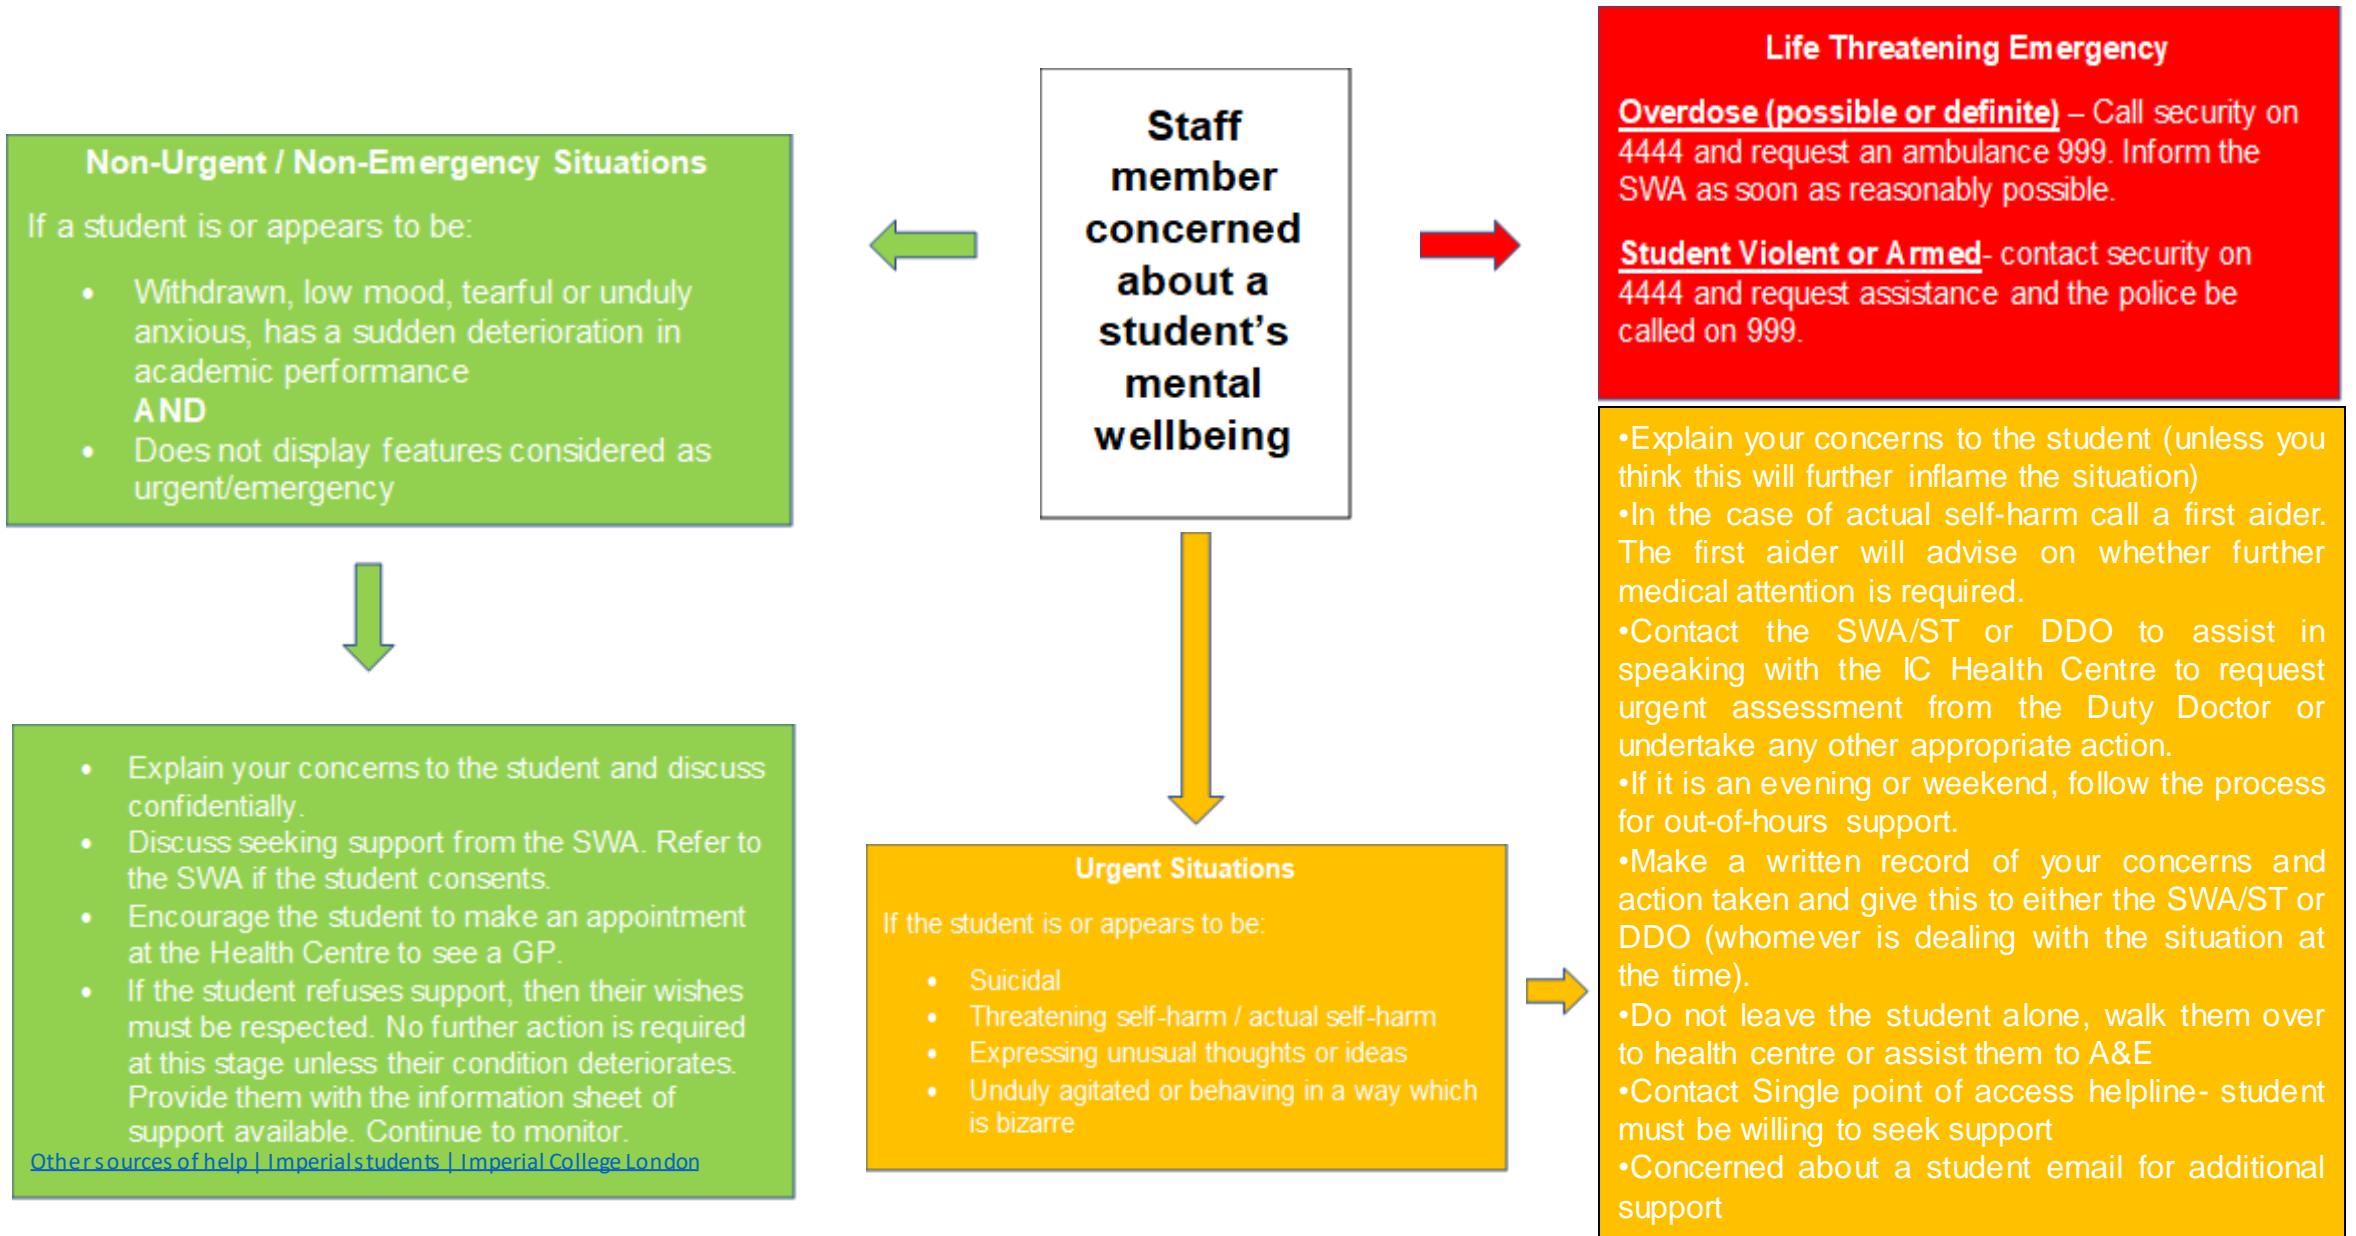 Staff
member
concerned
about a
student's
mental
wellbeing
Non-Urgent / Non-Emergency Situations
If a student is or appears to be:
• Withdrawn, low mood, tearful or unduly
anxious, has a sudden deterioration in
academic performance
AND
• Does not display features considered as
urgent/emergency
• Explain your concerns to the student and discuss
confidentially.
• Discuss seeking support from the SWA. Refer to
the SWA if the student consents.
• Encourage the student to make an appointment
at the Health Centre to see a GP.
• If the student refuses support, then their wishes
must be respected. No further action is required
at this stage unless their condition deteriorates.
Provide them with the information sheet of
support available. Continue to monitor.
Other sources of help | Imperial students | Imperial College London
Life Threatening Emergency
Overdose (possible or definite) – Call security on
4444 and request an ambulance 999. Inform the
SWA as soon as reasonably possible.
Student Violent or Armed- contact security on
4444 and request assistance and the police be
called on 999.
Urgent Situations
If the student is or appears to be:
• Suicidal
• Threatening self-harm / actual self-harm
• Expressing unusual thoughts or ideas
• Unduly agitated or behaving in a way which
is bizarre
•Explain your concerns to the student (unless you
think this will further inflame the situation)
•In the case of actual self-harm call a first aider.
The first aider will advise on whether further
medical attention is required.
•Contact the SWA/ST or DDO to assist in
speaking with the IC Health Centre to request
urgent assessment from the Duty Doctor or
undertake any other appropriate action.
•If it is an evening or weekend, follow the process
for out-of-hours support.
•Make a written record of your concerns and
action taken and give this to either the SWA/ST or
DDO (whomever is dealing with the situation at
the time).
•Do not leave the student alone, walk them over
to health centre or assist them to A&E
•Contact Single point of access helpline- student
must be willing to seek support
•Concerned about a student email for additional
support